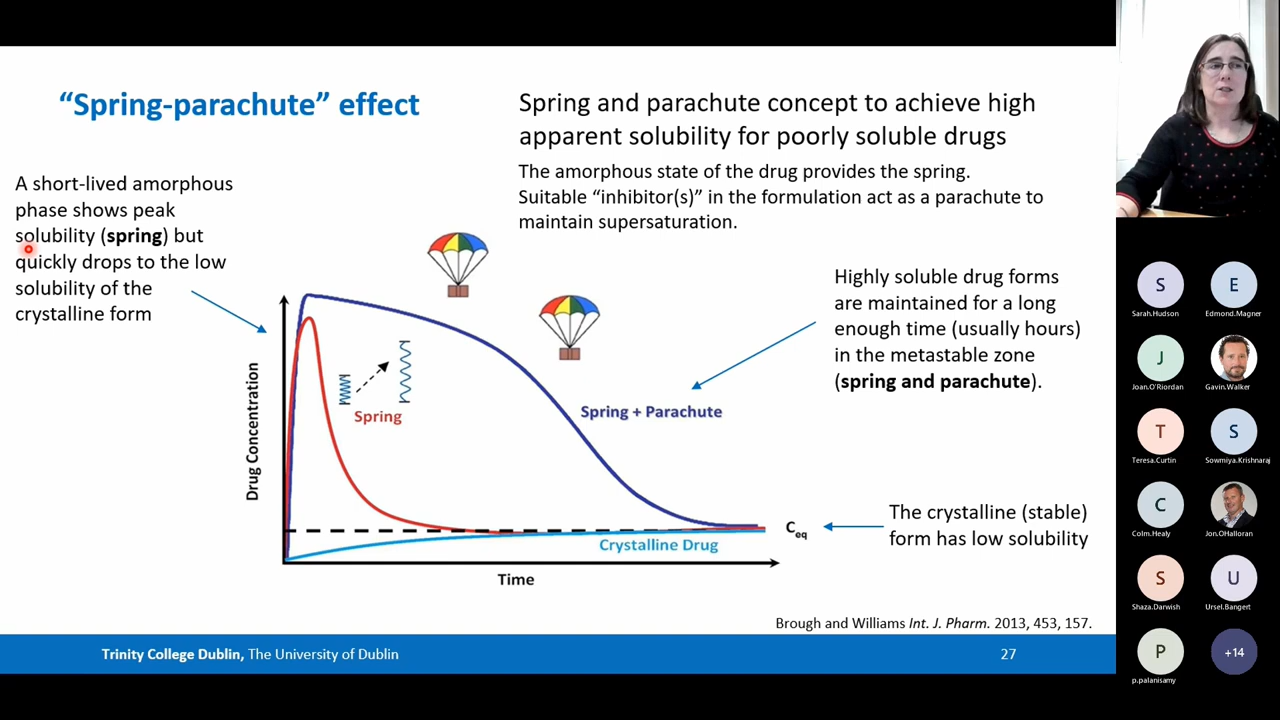 “Spring-parachute” effect
Spring and parachute concept to achieve high
apparent solubility for poorly soluble drugs
The amorphous state of the drug provides the spring.
Suitable “inhibitor(s)” in the formulation act as a parachute to
maintain supersaturation.
A short-lived amorphous
phase shows peak
solubility (spring) but
quickly drops to the low
solubility of the
crystalline form
Highly soluble drug forms
are maintained for a long
enough time (usually hours)
in the metastable zone
(spring and parachute).
Drug Concentration
Spring
Spring + Parachute
Ceq
Crystalline Drug
Time
The crystalline (stable)
form has low solubility
Brough and Williams Int. J. Pharm. 2013, 453, 157.
Trinity College Dublin, The University of Dublin
27
S
Sarah.Hudson
E
Edmond.Magner
J
Joan.O'Riordan
Gavin.Walker
T
Teresa.Curtin
S
Sowmiya.Krishnaraj
C
Colm.Healy
Jon.OHalloran
S
Shaza.Darwish
U
Ursel.Bangert
P
p.palanisamy
+14